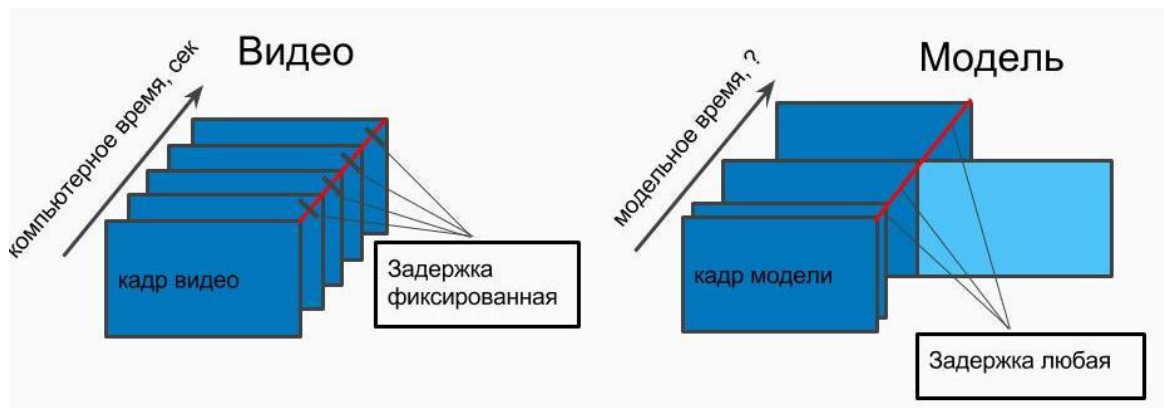 Видео
компьютерное время, сек
кадр видео
Задержка
фиксированная
Модель
модельное время, ?
кадр модели
Задержка любая